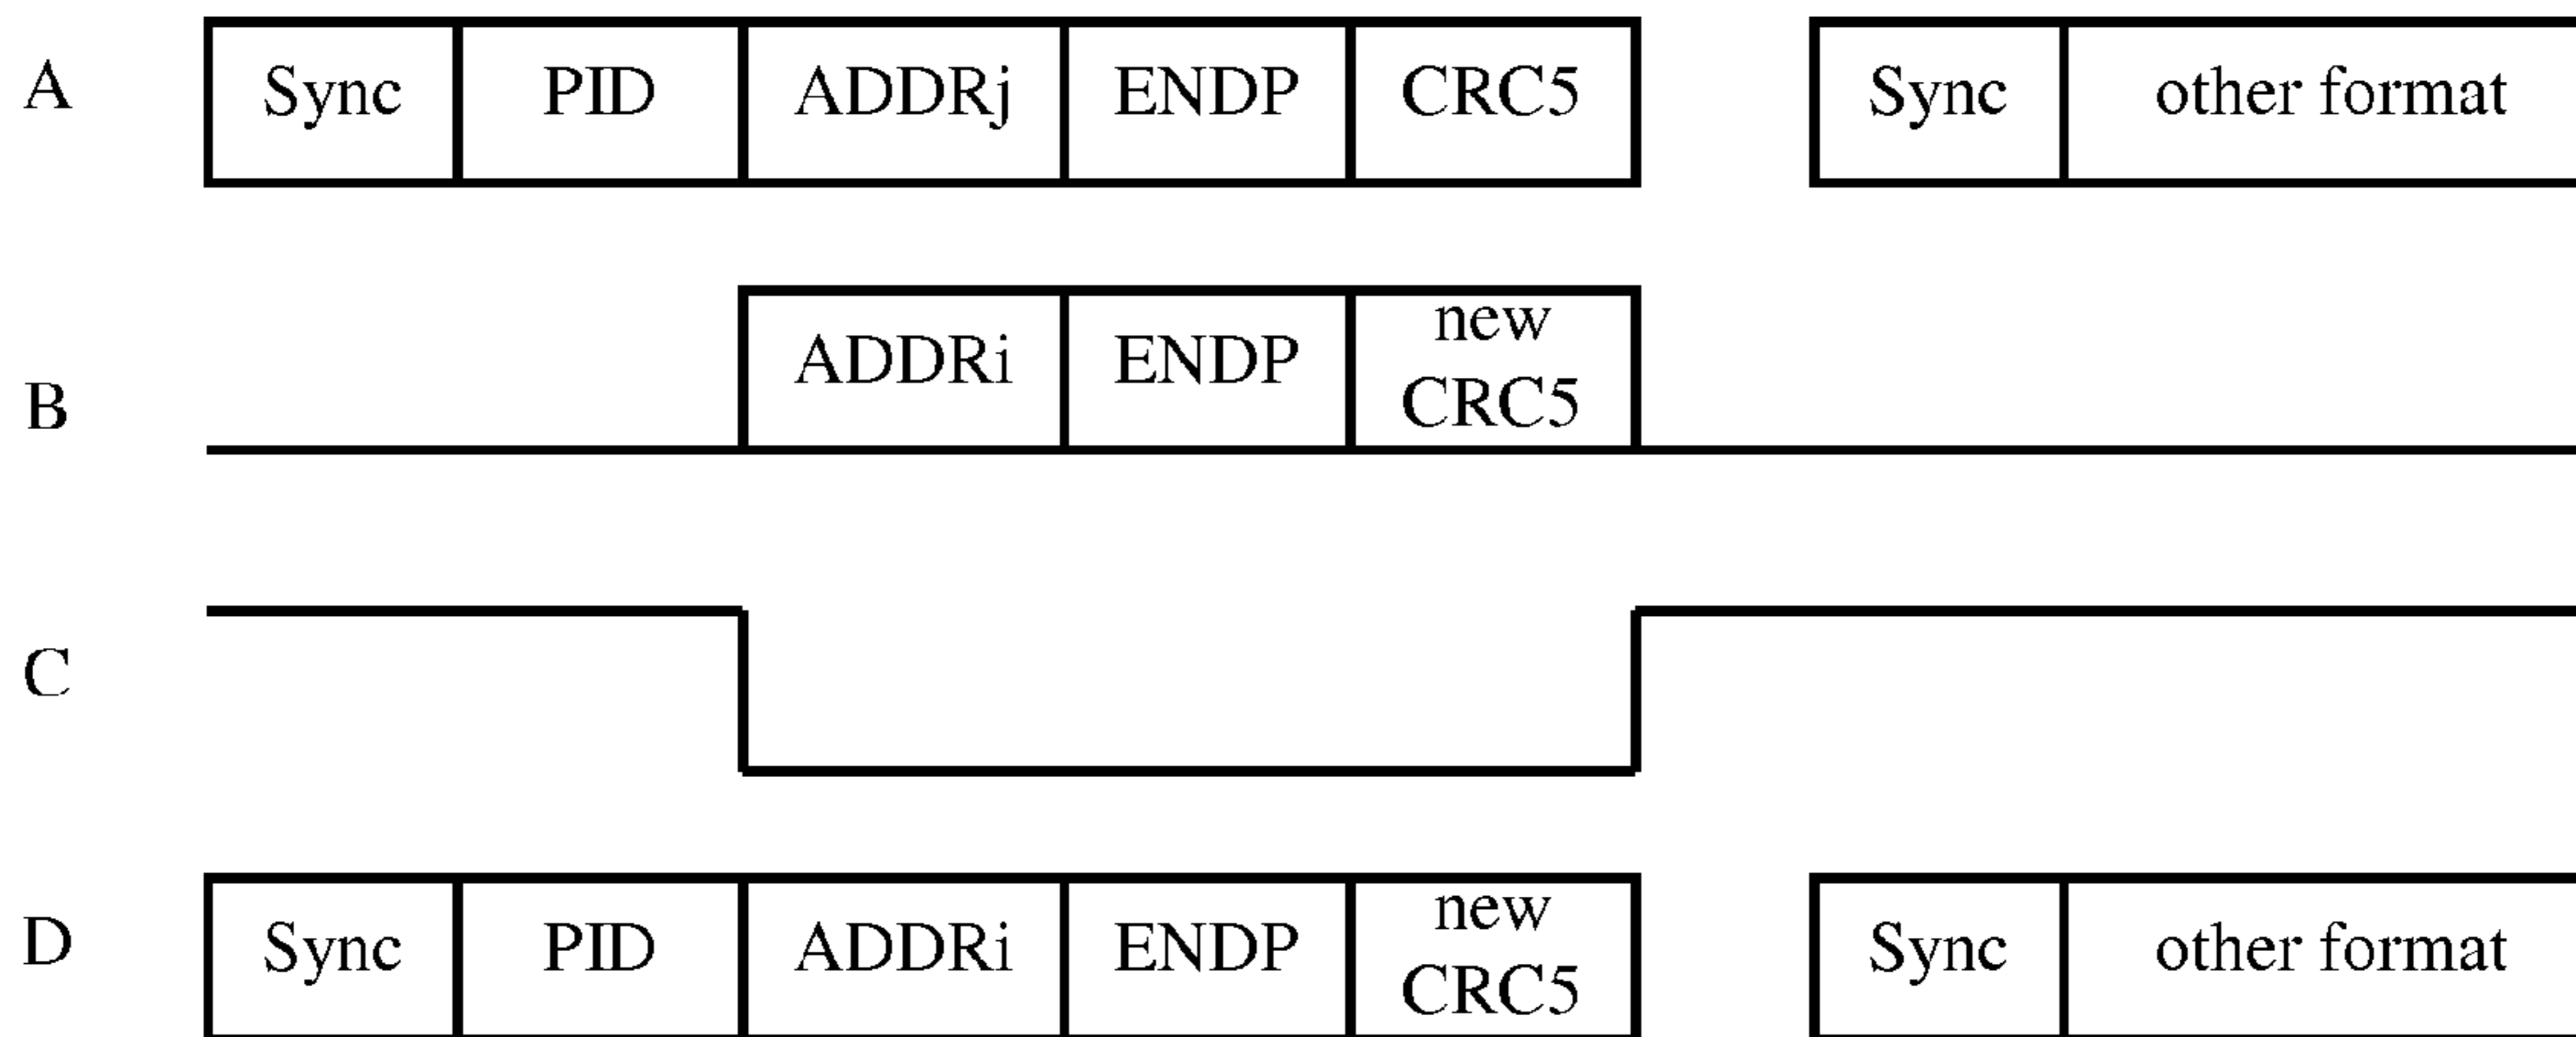 A Sync PID ADDRj ENDP CRC5 Sync other format
B ADDRi ENDP new CRC5
C
D Sync PID ADDRi ENDP new CRC5 Sync other format